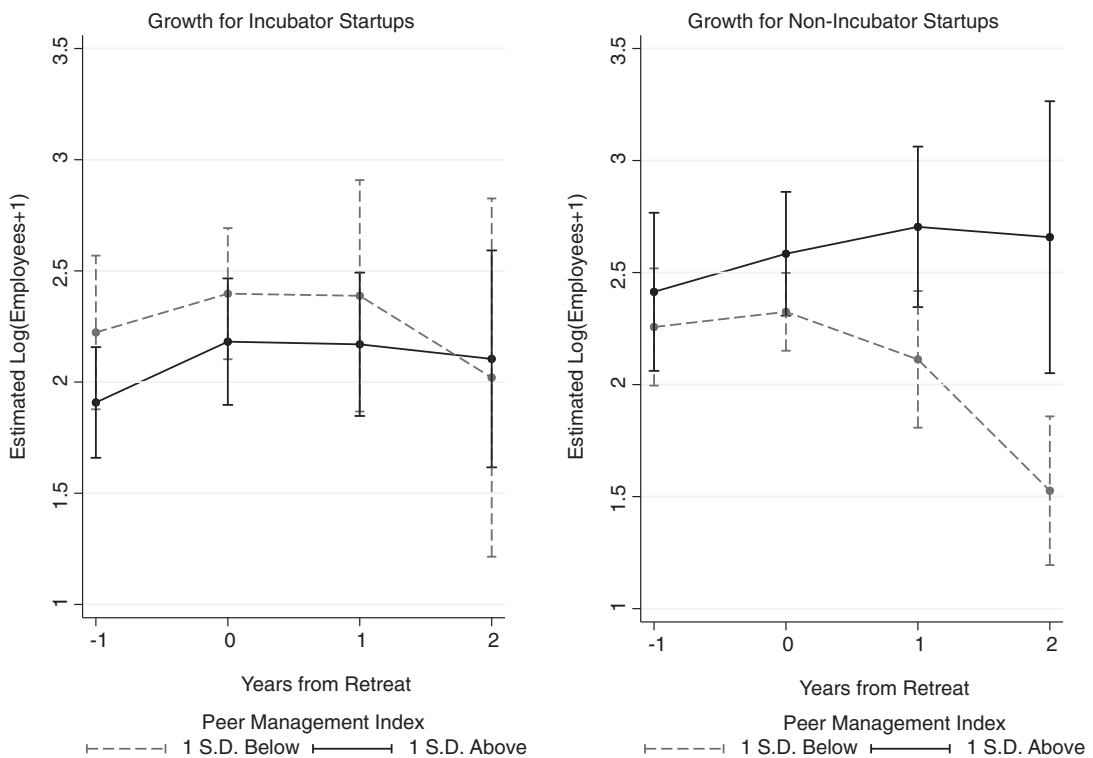 Growth for Incubator Startups
Estimated Log(Employees+1)
3.5
3
2.5
2
1.5
1
-1 0 1 2
Years from Retreat
Peer Management Index
1 S.D. Below 1 S.D. Above
Growth for Non-Incubator Startups
Estimated Log(Employees+1)
3.5
3
2.5
2
1.5
1
-1 0 1 2
Years from Retreat
Peer Management Index
1 S.D. Below 1 S.D. Above